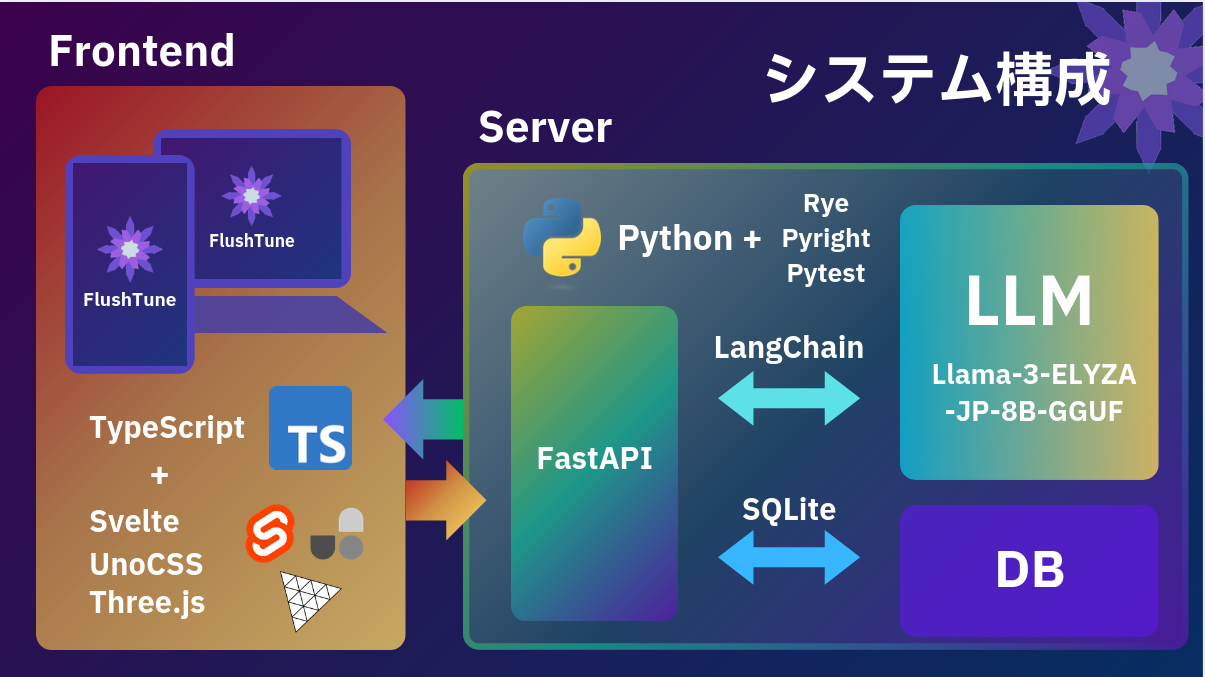 Frontend
システム構成
Server
FlushTune
FlushTune
TypeScript
+
Svelte
UnoCSS
Three.js
TS
Python +
Rye
Pyright
Pytest
FastAPI
LangChain
SQLite
LLM
Llama-3-ELYZA
-JP-8B-GGUF
DB